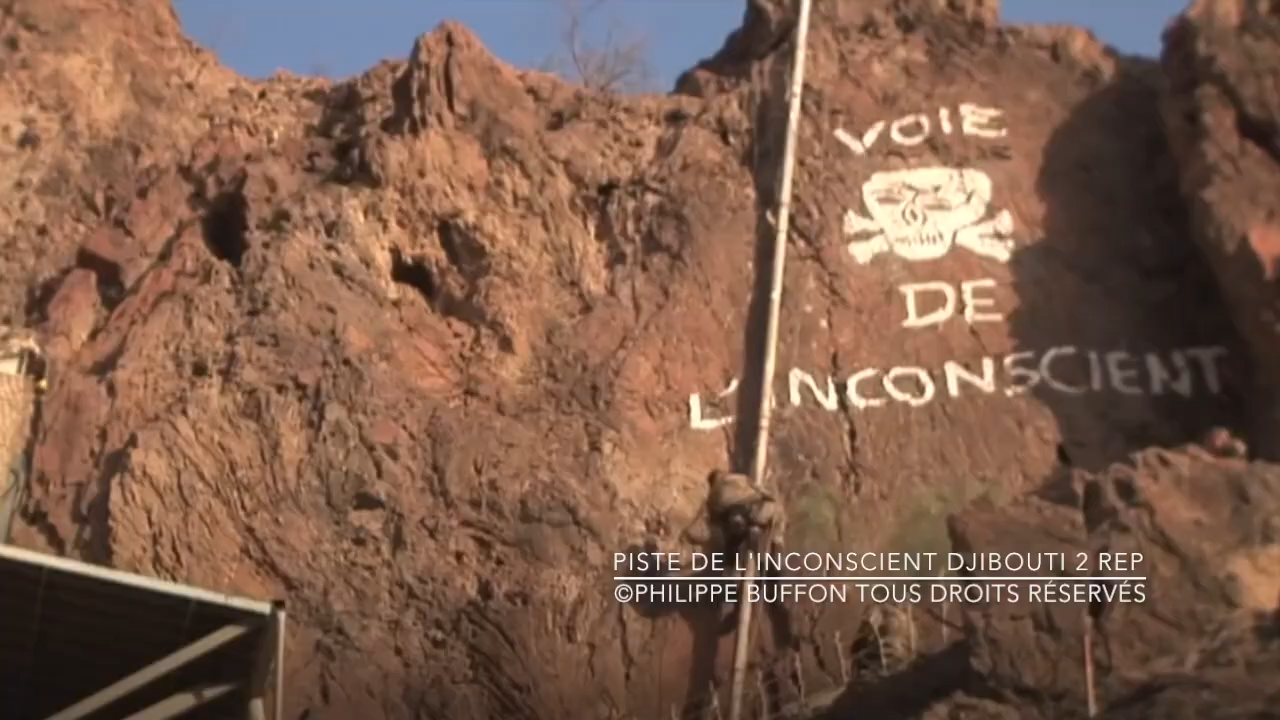 VOIE
DE
L'INCONSCIENT
PISTE DE L'INCONSCIENT DJIBOUTI 2 REP
©PHILIPPE BUFFON TOUS DROITS RÉSERVÉS